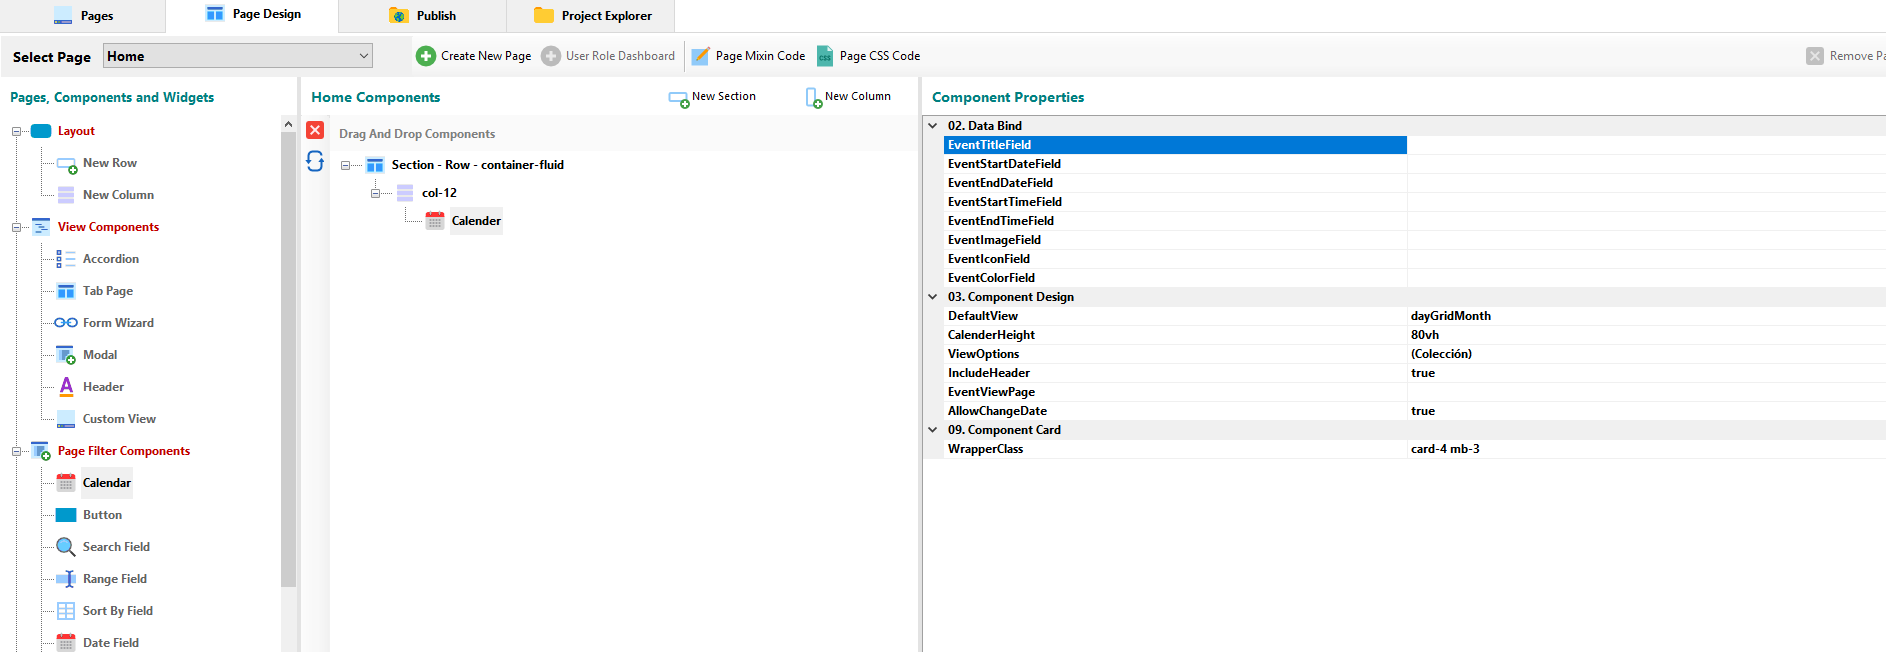 Pages
Page Design
Publish
Project Explorer
Select Page
Home
Create New Page
User Role Dashboard
Page Mixin Code
CSS
Page CSS Code
Remove Pa
Pages, Components and Widgets
Layout
New Row
New Column
View Components
Accordion
Tab Page
Form Wizard
Modal
Header
Custom View
Page Filter Components
Calendar
Button
Search Field
Range Field
Sort By Field
Date Field
Home Components
New Section
New Column
Drag And Drop Components
Section - Row - container-fluid
col-12
Calender
Component Properties
02. Data Bind
EventTitleField
EventStartDateField
EventEndDateField
EventStartTimeField
EventEndTimeField
EventImageField
EventIconField
EventColorField
03. Component Design
DefaultView dayGridMonth
CalenderHeight 80vh
ViewOptions (Colección)
IncludeHeader true
EventViewPage
AllowChangeDate true
09. Component Card
WrapperClass card-4 mb-3